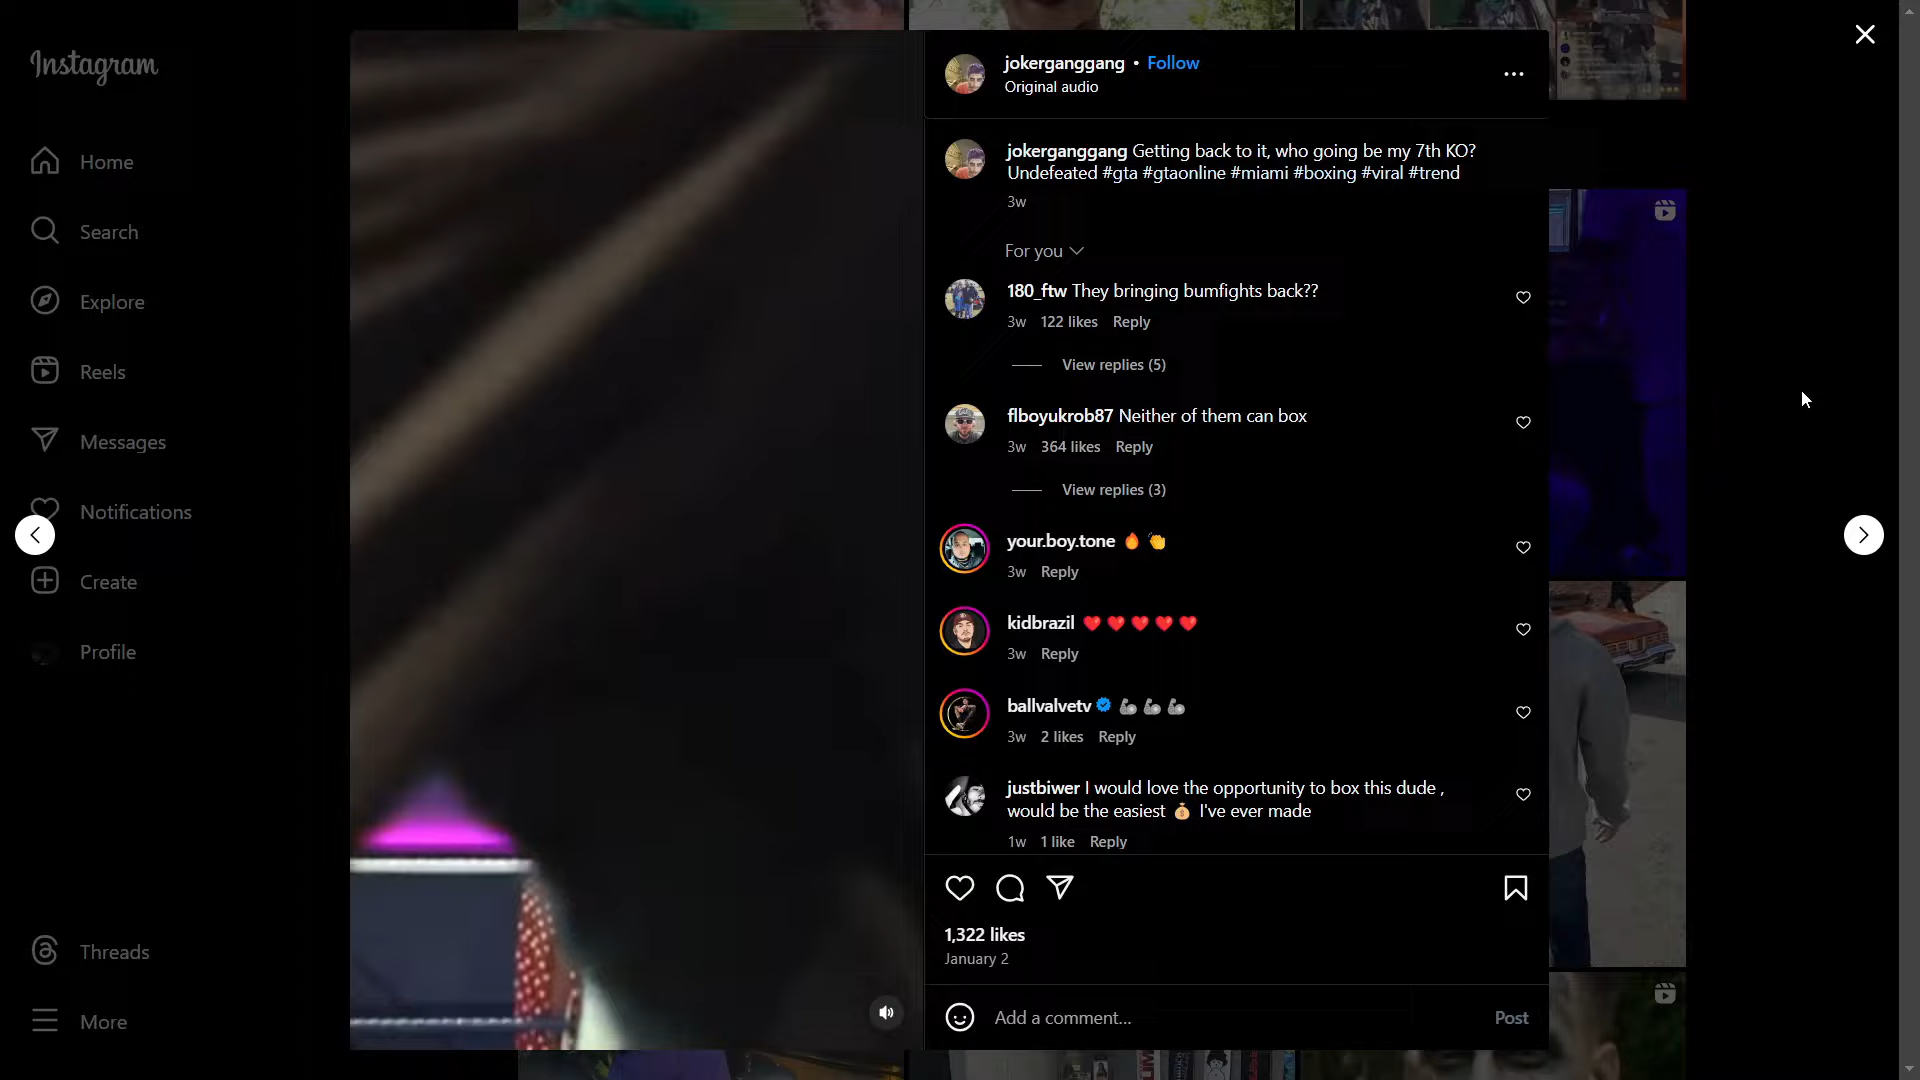 Instagram
Home
Search
Explore
Reels
Messages
Notifications
Create
Profile
Threads
More
jokerganggang • Follow
Original audio
jokerganggang Getting back to it, who going be my 7th KO?
Undefeated #gta #gtaonline #miami #boxing #viral #trend
3w
For you
180_ftw They bringing bumfights back??
3w 122 likes Reply
View replies (5)
flboyukrob87 Neither of them can box
3w 364 likes Reply
View replies (3)
your.boy.tone 🔥 👏
3w Reply
kidbrazil ❤️ ❤️ ❤️ ❤️ ❤️
3w Reply
ballvalvetv 🦾 🦾 🦾
3w 2 likes Reply
justbiwer I would love the opportunity to box this dude ,
would be the easiest 💰 I've ever made
1w 1 like Reply
1,322 likes
January 2
Add a comment...
Post